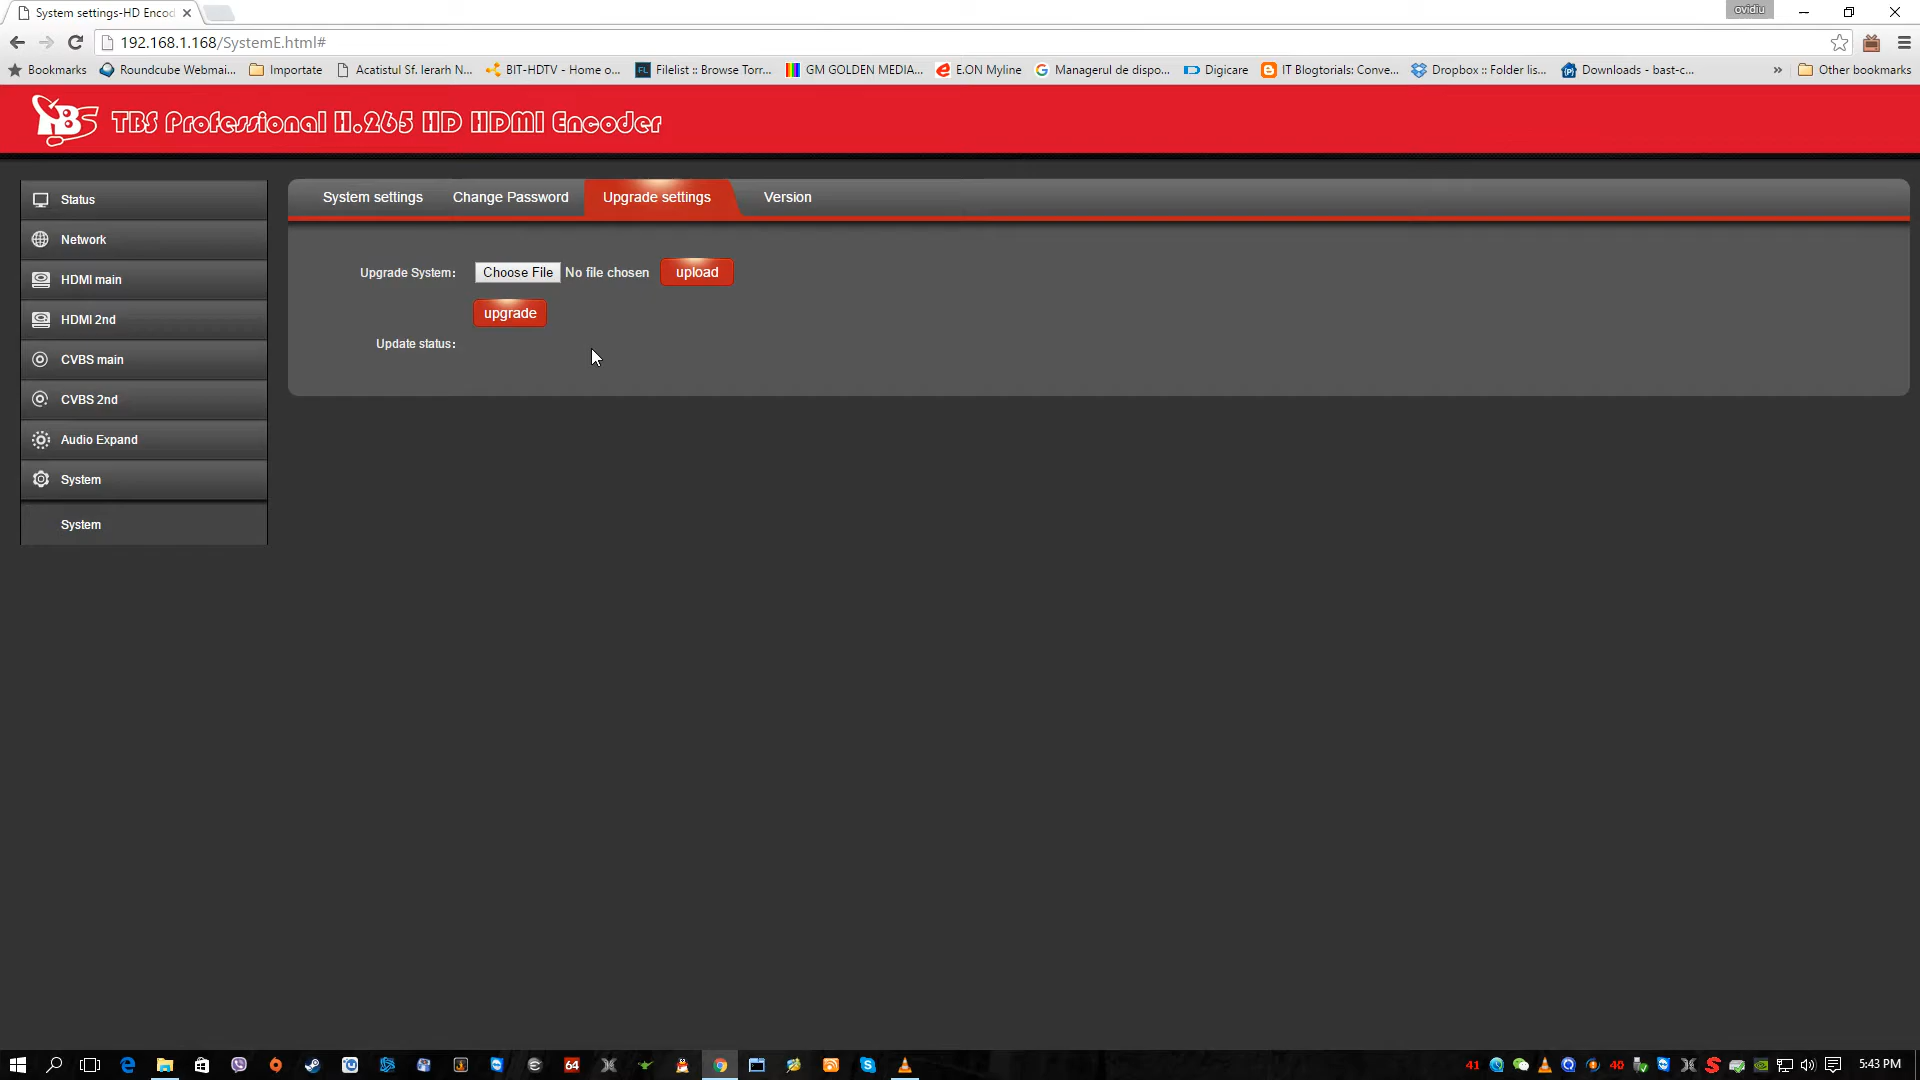 System settings-HD Encod
ovidiu
192.168.1.168/SystemE.html#
Bookmarks Roundcube Webmai... Importate Acatistul Sf. Ierarh N... BIT-HDTV - Home o... FL Filelist :: Browse Torr... GM GOLDEN MEDIA... E.ON Myline Managerul de dispo... Digicare IT Blogtorials: Conve... Dropbox :: Folder lis... Downloads - bast-c... » Other bookmarks
TBS TBS Professional H.265 HD HDMI Encoder
System settings Change Password Upgrade settings Version
Status
Network
HDMI main
HDMI 2nd
CVBS main
CVBS 2nd
Audio Expand
System
System
Upgrade System: Choose File No file chosen upload
upgrade
Update status:
64 41 40 5:43 PM